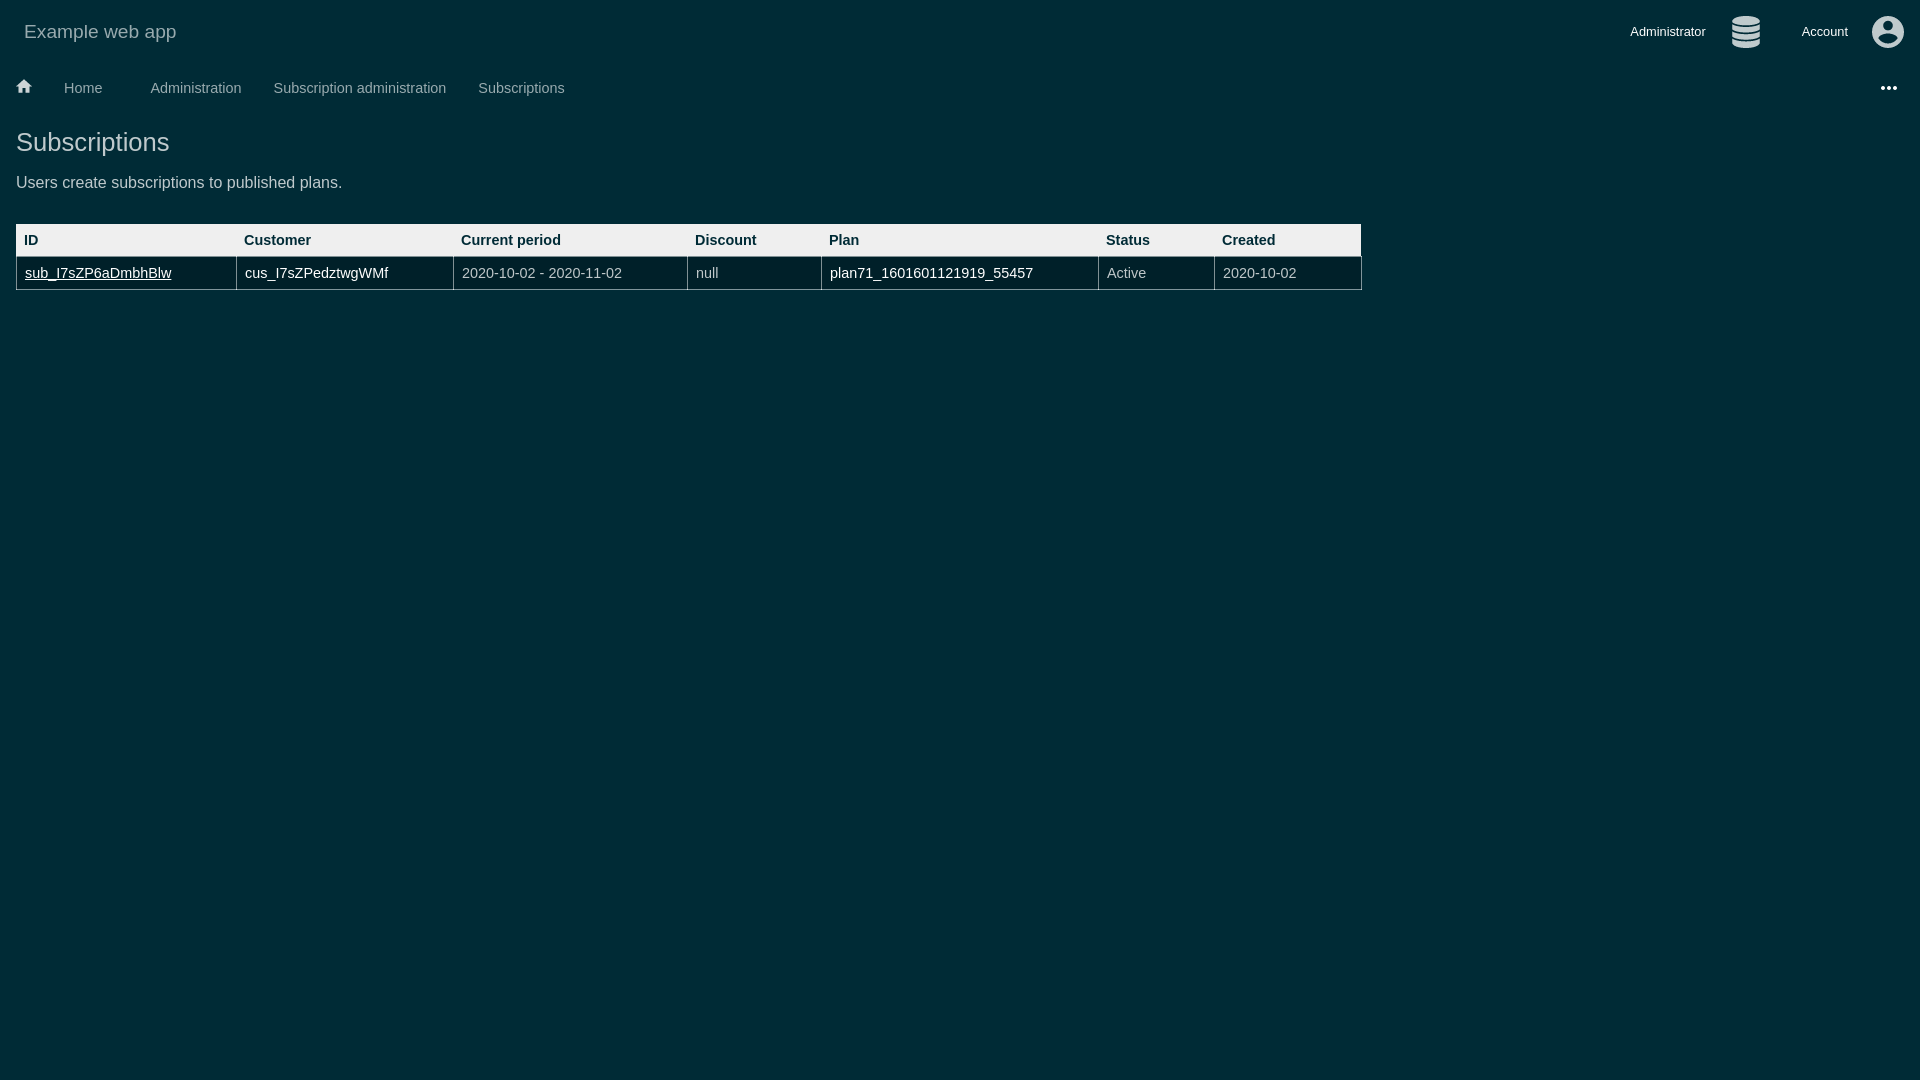 Example web app
Administrator
Account
Home
Administration
Subscription administration
Subscriptions
Subscriptions
Users create subscriptions to published plans.
ID Customer Current period Discount Plan Status Created
sub_I7sZP6aDmbhBlw cus_I7sZPedztwgWMf 2020-10-02 - 2020-11-02 null plan71_1601601121919_55457 Active 2020-10-02